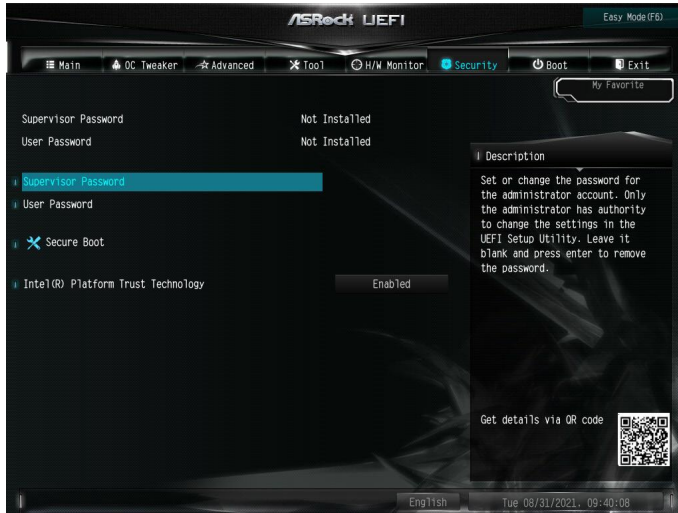 ASRock UEFI
Easy Mode(F6)
Main OC Tweaker Advanced Tool H/W Monitor Security Boot Exit
My Favorite
Supervisor Password Not Installed
User Password Not Installed
Description
Supervisor Password
User Password
Secure Boot
Intel(R) Platform Trust Technology Enabled
Set or change the password for
the administrator account. Only
the administrator has authority
to change the settings in the
UEFI Setup Utility. Leave it
blank and press enter to remove
the password.
Get details via QR code
English
Tue 08/31/2021. 09:40:08